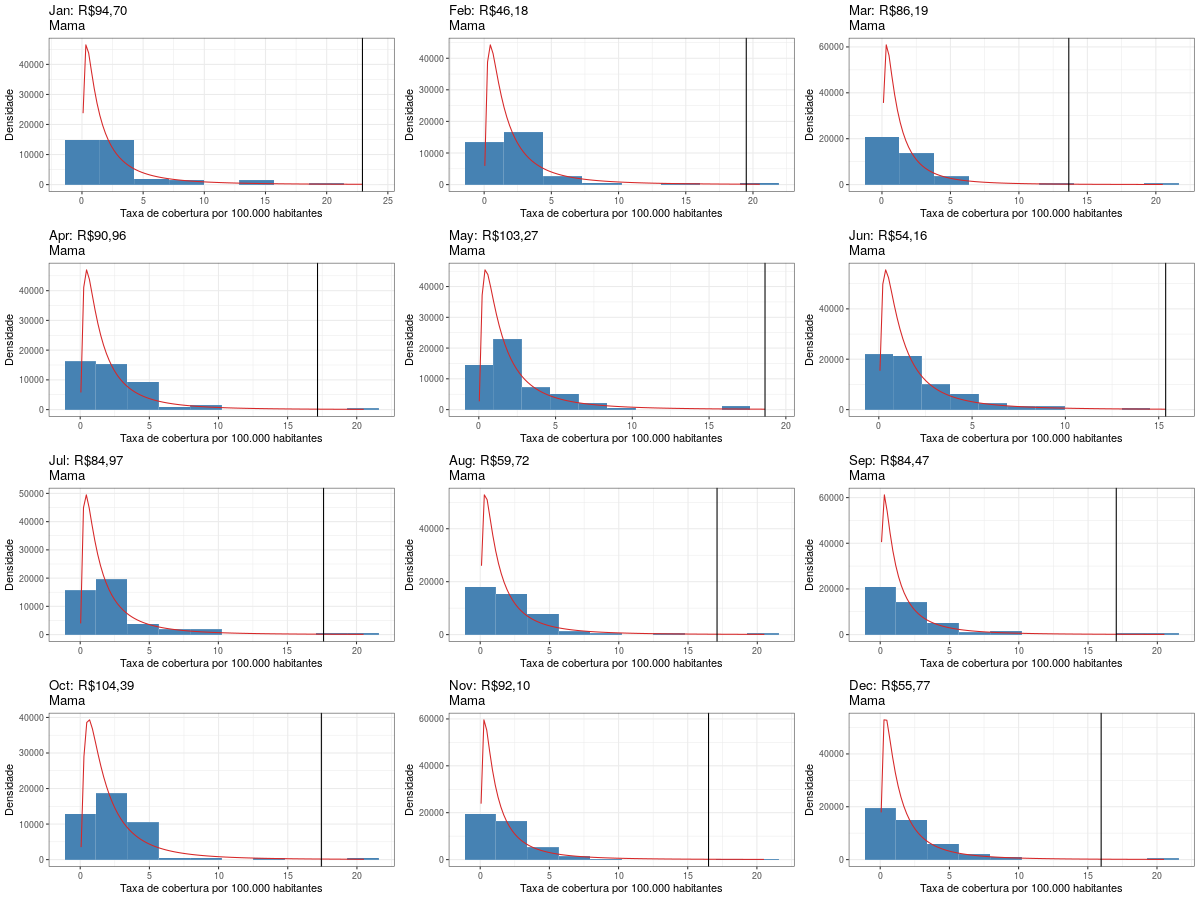 Jan: R$94,70
Mama
Densidade
40000
30000
20000
10000
0
0 5 10 15 20 25
Taxa de cobertura por 100.000 habitantes
Feb: R$46,18
Mama
Densidade
40000
30000
20000
10000
0
0 5 10 15 20
Taxa de cobertura por 100.000 habitantes
Mar: R$86,19
Mama
Densidade
60000
40000
20000
0
0 5 10 15 20
Taxa de cobertura por 100.000 habitantes
Apr: R$90,96
Mama
Densidade
40000
30000
20000
10000
0
0 5 10 15 20
Taxa de cobertura por 100.000 habitantes
May: R$103,27
Mama
Densidade
40000
30000
20000
10000
0
0 5 10 15 20
Taxa de cobertura por 100.000 habitantes
Jun: R$54,16
Mama
Densidade
40000
20000
0
0 5 10 15
Taxa de cobertura por 100.000 habitantes
Jul: R$84,97
Mama
Densidade
50000
40000
30000
20000
10000
0
0 5 10 15 20
Taxa de cobertura por 100.000 habitantes
Aug: R$59,72
Mama
Densidade
40000
20000
0
0 5 10 15 20
Taxa de cobertura por 100.000 habitantes
Sep: R$84,47
Mama
Densidade
60000
40000
20000
0
0 5 10 15 20
Taxa de cobertura por 100.000 habitantes
Oct: R$104,39
Mama
Densidade
40000
30000
20000
10000
0
0 5 10 15 20
Taxa de cobertura por 100.000 habitantes
Nov: R$92,10
Mama
Densidade
60000
40000
20000
0
0 5 10 15 20
Taxa de cobertura por 100.000 habitantes
Dec: R$55,77
Mama
Densidade
40000
20000
0
0 5 10 15 20
Taxa de cobertura por 100.000 habitantes